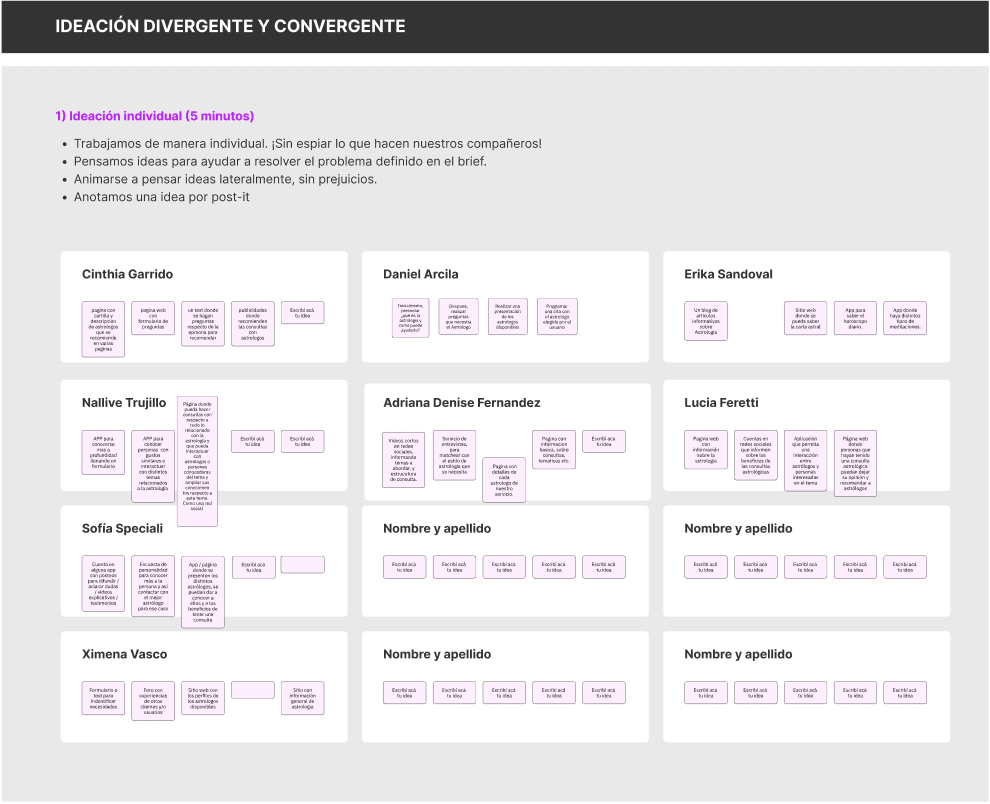 IDEACIÓN DIVERGENTE Y CONVERGENTE
1) Ideación individual (5 minutos)
Trabajamos de manera individual. ¡Sin espiar lo que hacen nuestros compañeros!
Pensamos ideas para ayudar a resolver el problema definido en el brief.
Animarse a pensar ideas lateralmente, sin prejuicios.
Anotamos una idea por post-it
Cinthia Garrido
pagina con
cartilla y
descripcion
de astrologos
que se
recomiende
en varias
paginas
pagina web
con
formulario de
preguntas
un test donde
se hagan
preguntas
respecto de la
eprsona para
recomendar
publicidades
donde
recomienden
las consultas
con
astrologos
Escribí acá
tu idea
Daniel Arcila
Inicialmente,
presentar
¿qué es la
astrología y
como puede
ayudarlo?
Despues,
realizar
preguntas
que necesita
el Astrologo
Realizar una
presentación
de los
astrologos
disponibles
Programar
una cita con
el astrologo
elegido por el
usuario
Erika Sandoval
Un blog de
artículos
informativos
sobre
Astrología
Sitio web
donde se
pueda saber
la carta astral
App para
saber el
horoscopo
diario.
App donde
haya distintos
tipos de
meditaciones.
Nallive Trujillo
APP para
conocerse
mas a
profundidad
llenando un
formulario
APP para
conocer
personas con
gustos
similares o
interactuar
con distintos
temas
relacionados
a la astrología
Página donde
pueda hacer
consultas con
respecto a
todo lo
relacionado
con la
astrología y
que pueda
interactuar
con
astrologos o
personas
conocedoras
del tema y
ampliar sus
conocimien
tos respecto a
este tema.
Como una red
social
Escribí acá
tu idea
Escribí acá
tu idea
Adriana Denise Fernandez
Videos cortos
en redes
sociales,
informando
temas a
abordar, y
estrucutura
de consulta.
Servicio de
entrevistas,
para
matchear con
el estilo de
astrologia que
se necesita
Pagina con
detalles de
cada
astrologo de
nuestro
servicio.
Pagina con
informacion
basica, sobre
consultas,
tematicas etc.
Escribí acá
tu idea
Lucia Feretti
Pagina web
con
información
sobre la
astrología
Cuentas en
redes sociales
que informen
sobre los
beneficios de
las consultas
astrológicas
Aplicación
que permita
una
interacción
entre
astrólogos y
personas
interesadas
en el tema
Página web
donde
personas que
hayan tenido
una consulta
astrológica
puedan dejar
su opinión y
recomendar a
astrólogos
Sofía Speciali
Cuenta en
alguna app
con posteos
para difundir /
aclarar dudas
/ videos
explicativos /
testimonios
Encuesta de
personalidad
para conocer
más a la
persona y así
contactar con
el mejor
astrólogo
para ese caso
App / página
donde se
presenten los
distintos
astrólogos, se
puedan dar a
conocer a
ellos y a los
beneficios de
tener una
consulta
Escribí acá
tu idea
Nombre y apellido
Escribí acá
tu idea
Escribí acá
tu idea
Escribí acá
tu idea
Escribí acá
tu idea
Escribí acá
tu idea
Nombre y apellido
Escribí acá
tu idea
Escribí acá
tu idea
Escribí acá
tu idea
Escribí acá
tu idea
Escribí acá
tu idea
Ximena Vasco
Formulario o
test para
indentificar
necesidades
Foro con
experiencias
de otros
clientes y/o
usuarios
Sitio web con
los perfiles de
los astrologos
disponibles
Sitio con
información
general de
astrología
Nombre y apellido
Escribí acá
tu idea
Escribí acá
tu idea
Escribí acá
tu idea
Escribí acá
tu idea
Escribí acá
tu idea
Nombre y apellido
Escribí acá
tu idea
Escribí acá
tu idea
Escribí acá
tu idea
Escribí acá
tu idea
Escribí acá
tu idea